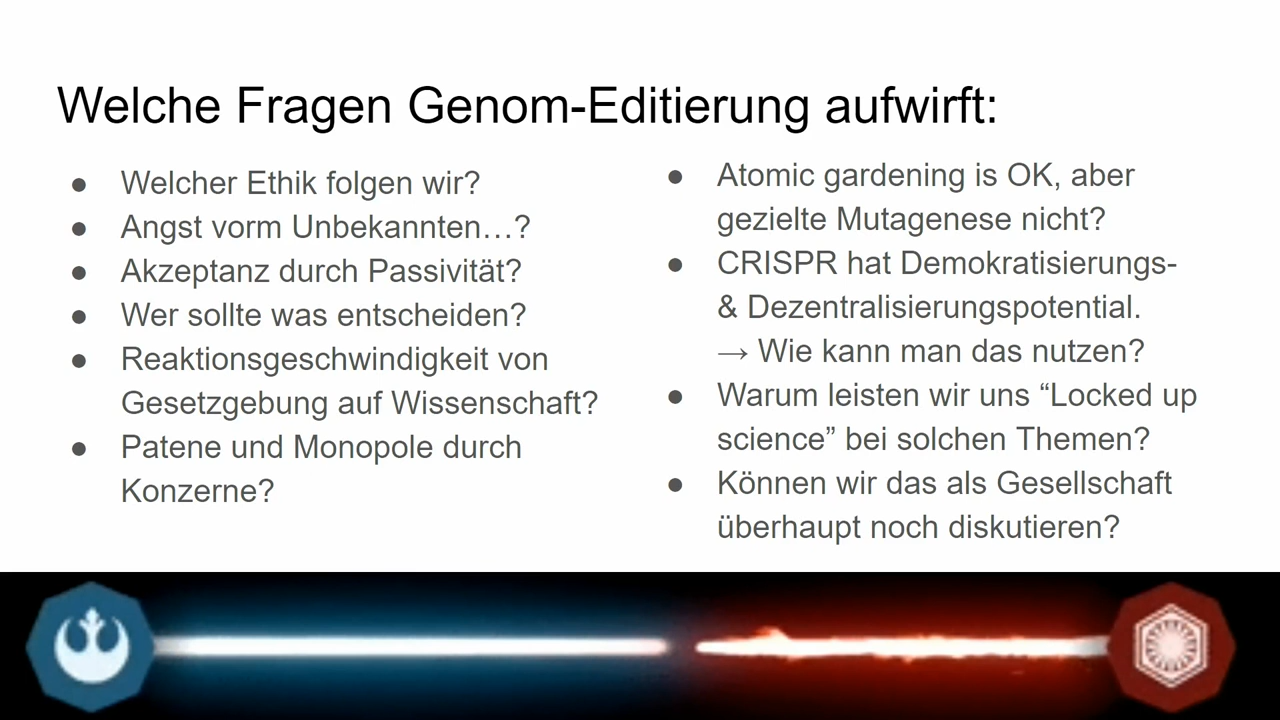 Welche Fragen Genom-Editierung aufwirft:
● Welcher Ethik folgen wir?
● Angst vorm Unbekannten…?
● Akzeptanz durch Passivität?
● Wer sollte was entscheiden?
● Reaktionsgeschwindigkeit von
Gesetzgebung auf Wissenschaft?
● Patene und Monopole durch
Konzerne?
● Atomic gardening is OK, aber
gezielte Mutagenese nicht?
● CRISPR hat Demokratisierungs-
& Dezentralisierungspotential.
→ Wie kann man das nutzen?
● Warum leisten wir uns “Locked up
science” bei solchen Themen?
● Können wir das als Gesellschaft
überhaupt noch diskutieren?